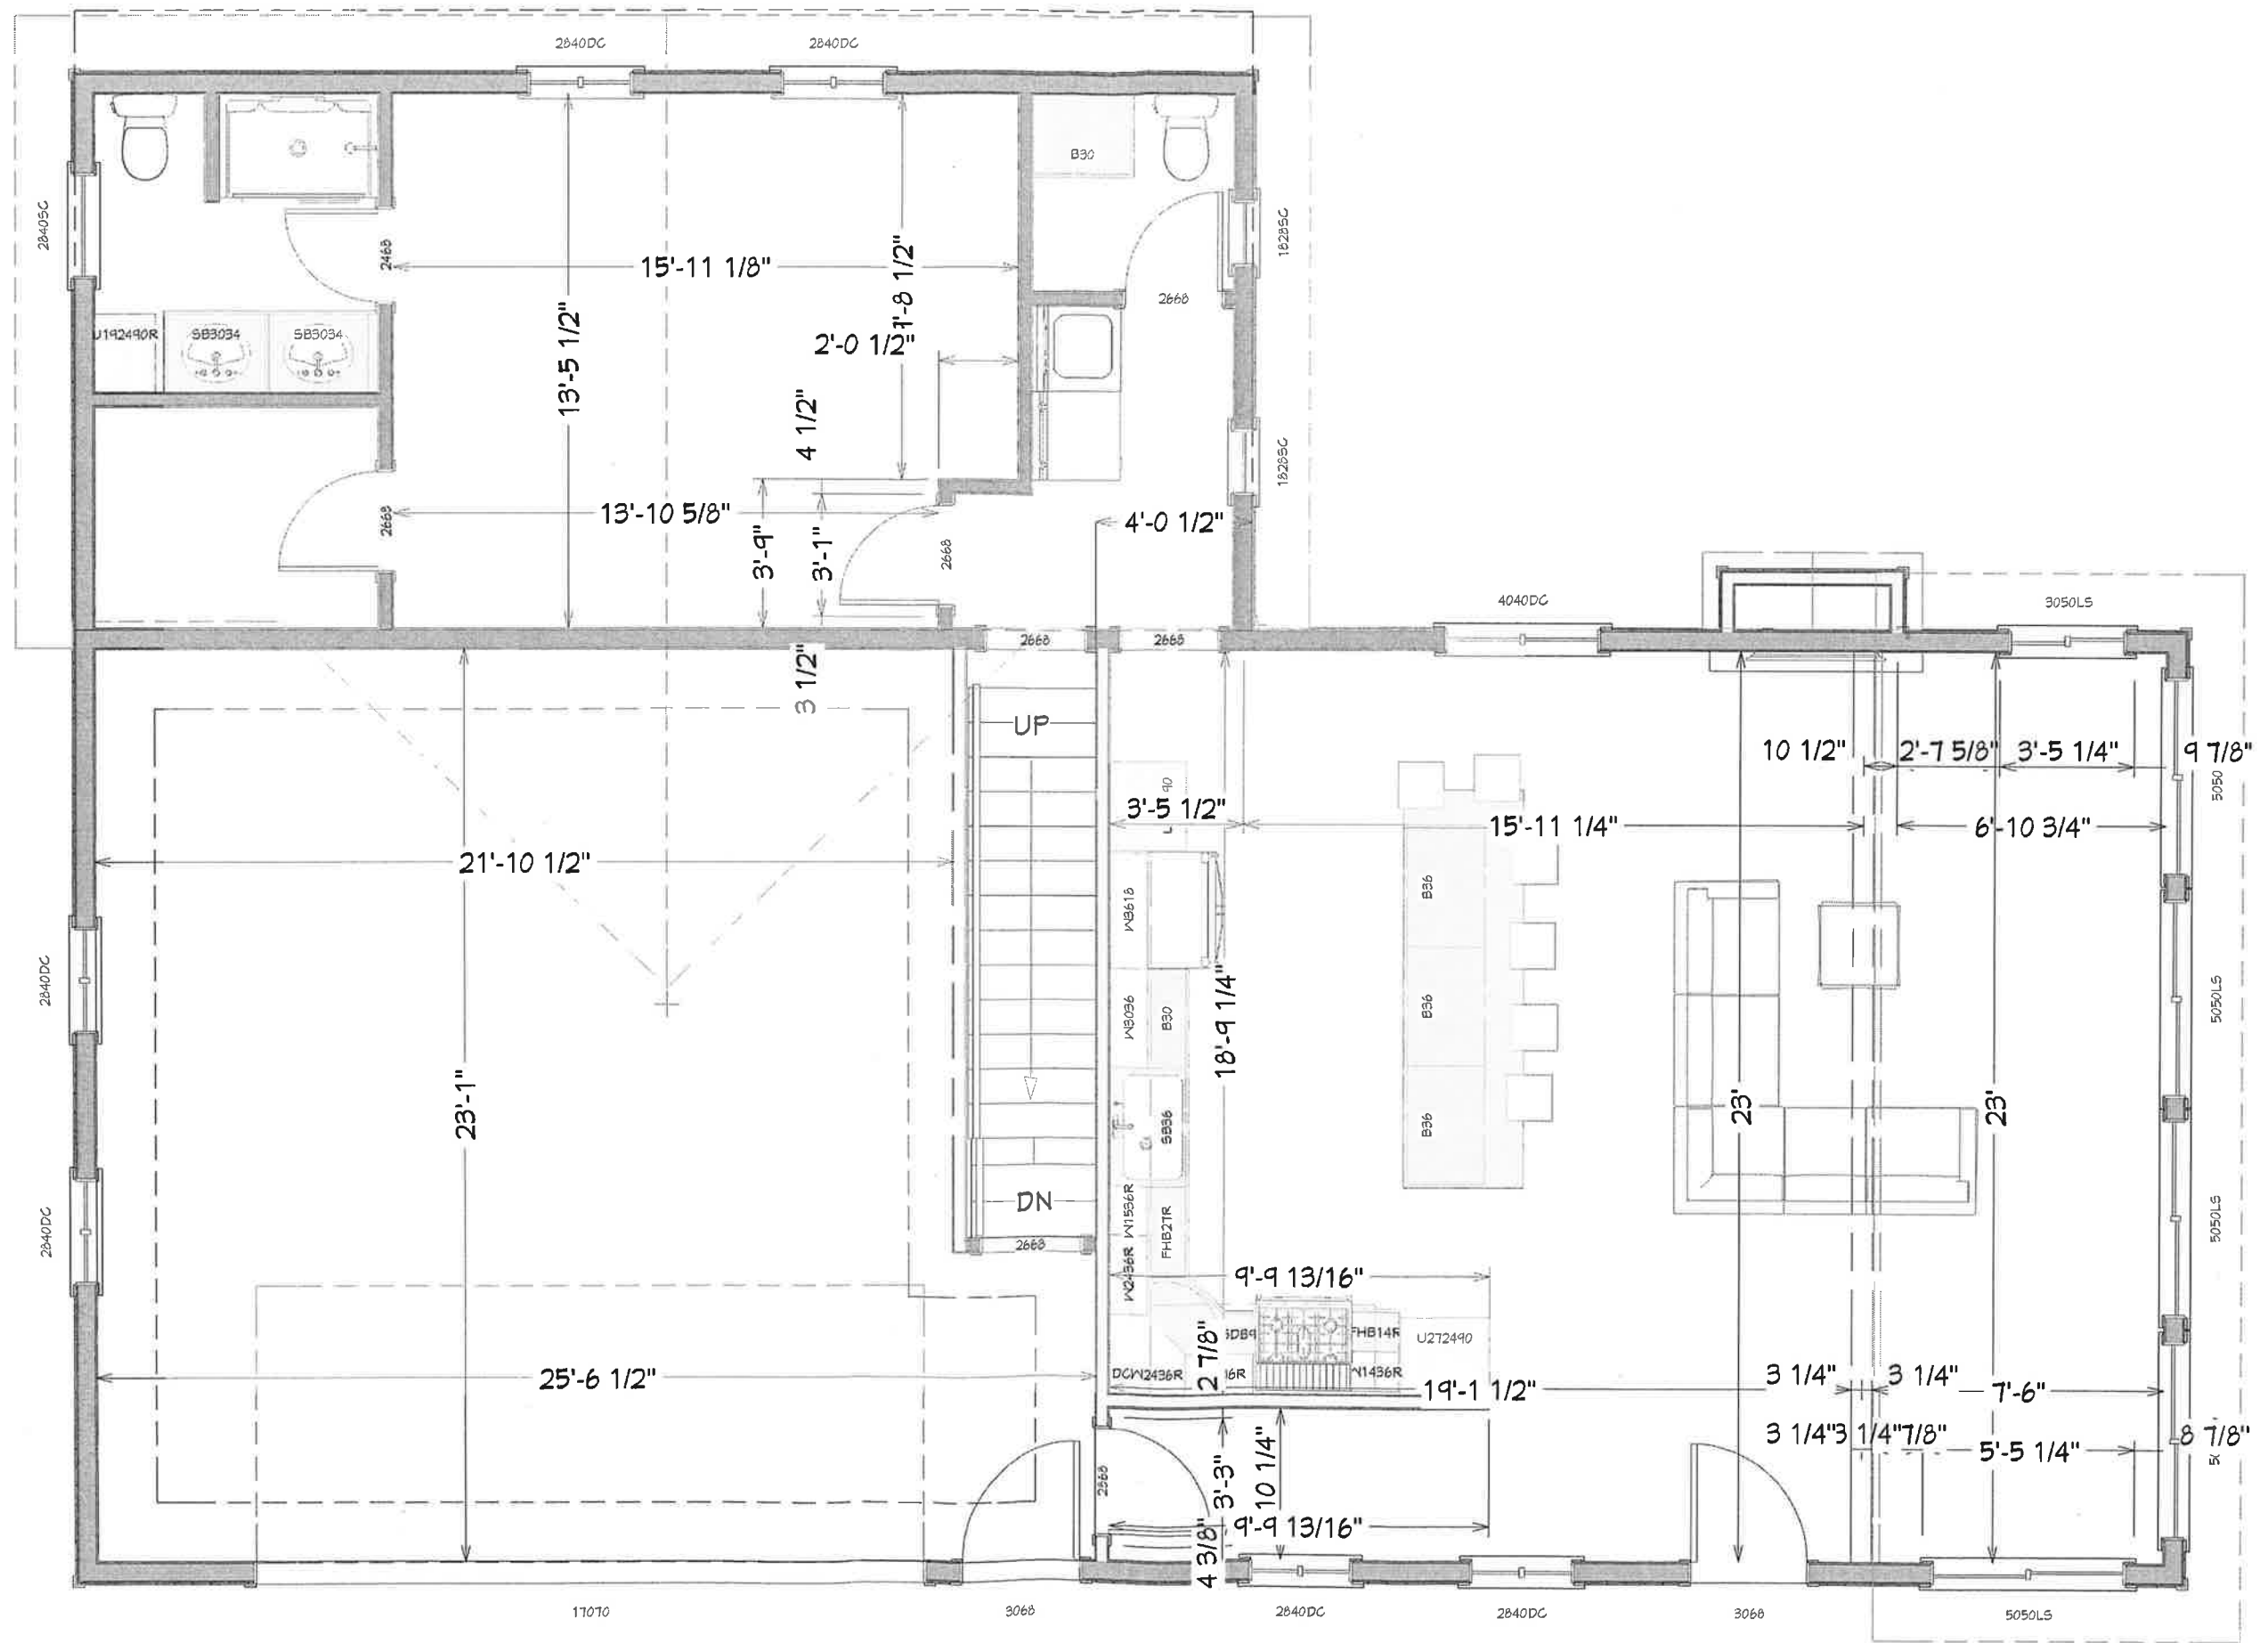 2840DC
2840DC
2840SC
B30
1828SC
2468
15'-11 1/8"
2668
U192490R
SB3034
SB3034
2'-0 1/2"
13'-5 1/2"
4 1/2"
1828SC
2668
13'-10 5/8"
3'-9"
3'-1"
2668
4'-0 1/2"
4040DC
3050LS
2668
2668
3 1/2"
UP
10 1/2"
2'-7 5/8"
3'-5 1/4"
9 7/8"
3'-5 1/2"
15'-11 1/4"
6'-10 3/4"
21'-10 1/2"
W3618
B36
2840DC
W3036
B30
18'-9 1/4"
B36
5050LS
23'-1"
SB36
B36
23'
23'
DN
W1536R
FHB27R
2840DC
5050LS
2668
W2436R
9'-9 13/16"
FHB14R
U272490
25'-6 1/2"
DCW2436R
2 7/8"
W1436R
19'-1 1/2"
3 1/4"
3 1/4"
7'-6"
3 1/4"
3 1/4"
7/8"
5'-5 1/4"
8 7/8"
2868
3'-3"
10 1/4"
4 3/8"
9'-9 13/16"
17070
3068
2840DC
2840DC
3068
5050LS